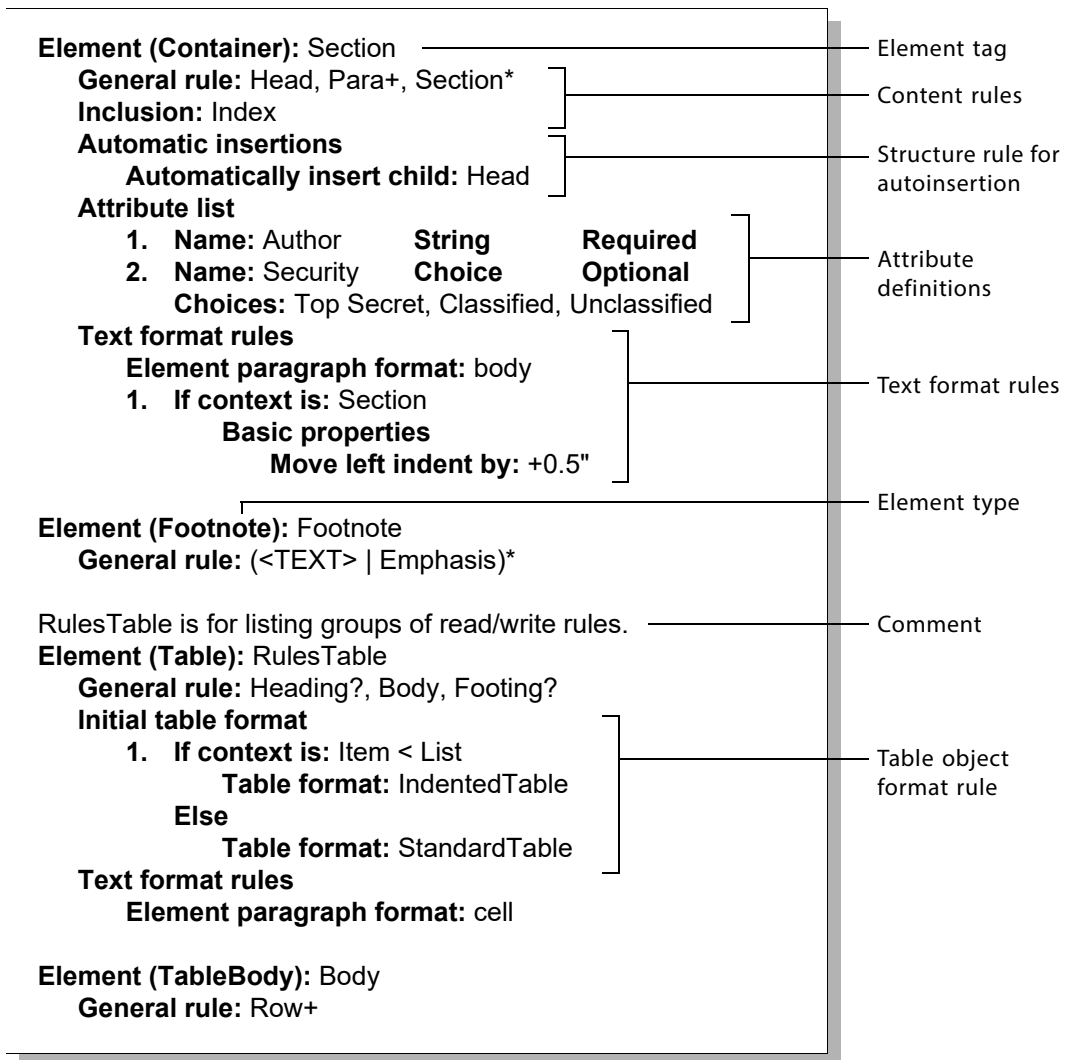 Element (Container): Section
Element tag
General rule: Head, Para+, Section*
Inclusion: Index
Content rules
Automatic insertions
Automatically insert child: Head
Structure rule for
autoinsertion
Attribute list
1. Name: Author String Required
2. Name: Security Choice Optional
Choices: Top Secret, Classified, Unclassified
Attribute
definitions
Text format rules
Element paragraph format: body
1. If context is: Section
Basic properties
Move left indent by: +0.5"
Text format rules
Element type
Element (Footnote): Footnote
General rule: (<TEXT> | Emphasis)*
RulesTable is for listing groups of read/write rules.
Comment
Element (Table): RulesTable
General rule: Heading?, Body, Footing?
Initial table format
1. If context is: Item < List
Table format: IndentedTable
Else
Table format: StandardTable
Table object
format rule
Text format rules
Element paragraph format: cell
Element (TableBody): Body
General rule: Row+